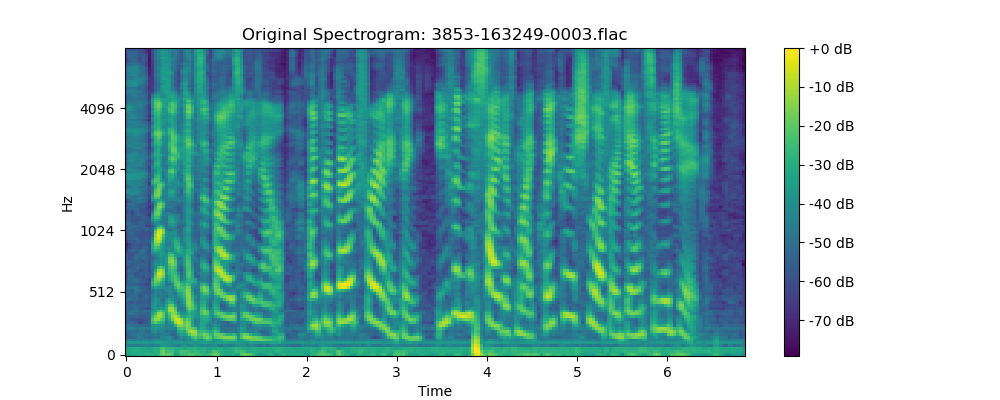 Original Spectrogram: 3853-163249-0003.flac
Hz
4096
2048
1024
512
0
0 1 2 3 4 5 6
Time
+0 dB
-10 dB
-20 dB
-30 dB
-40 dB
-50 dB
-60 dB
-70 dB